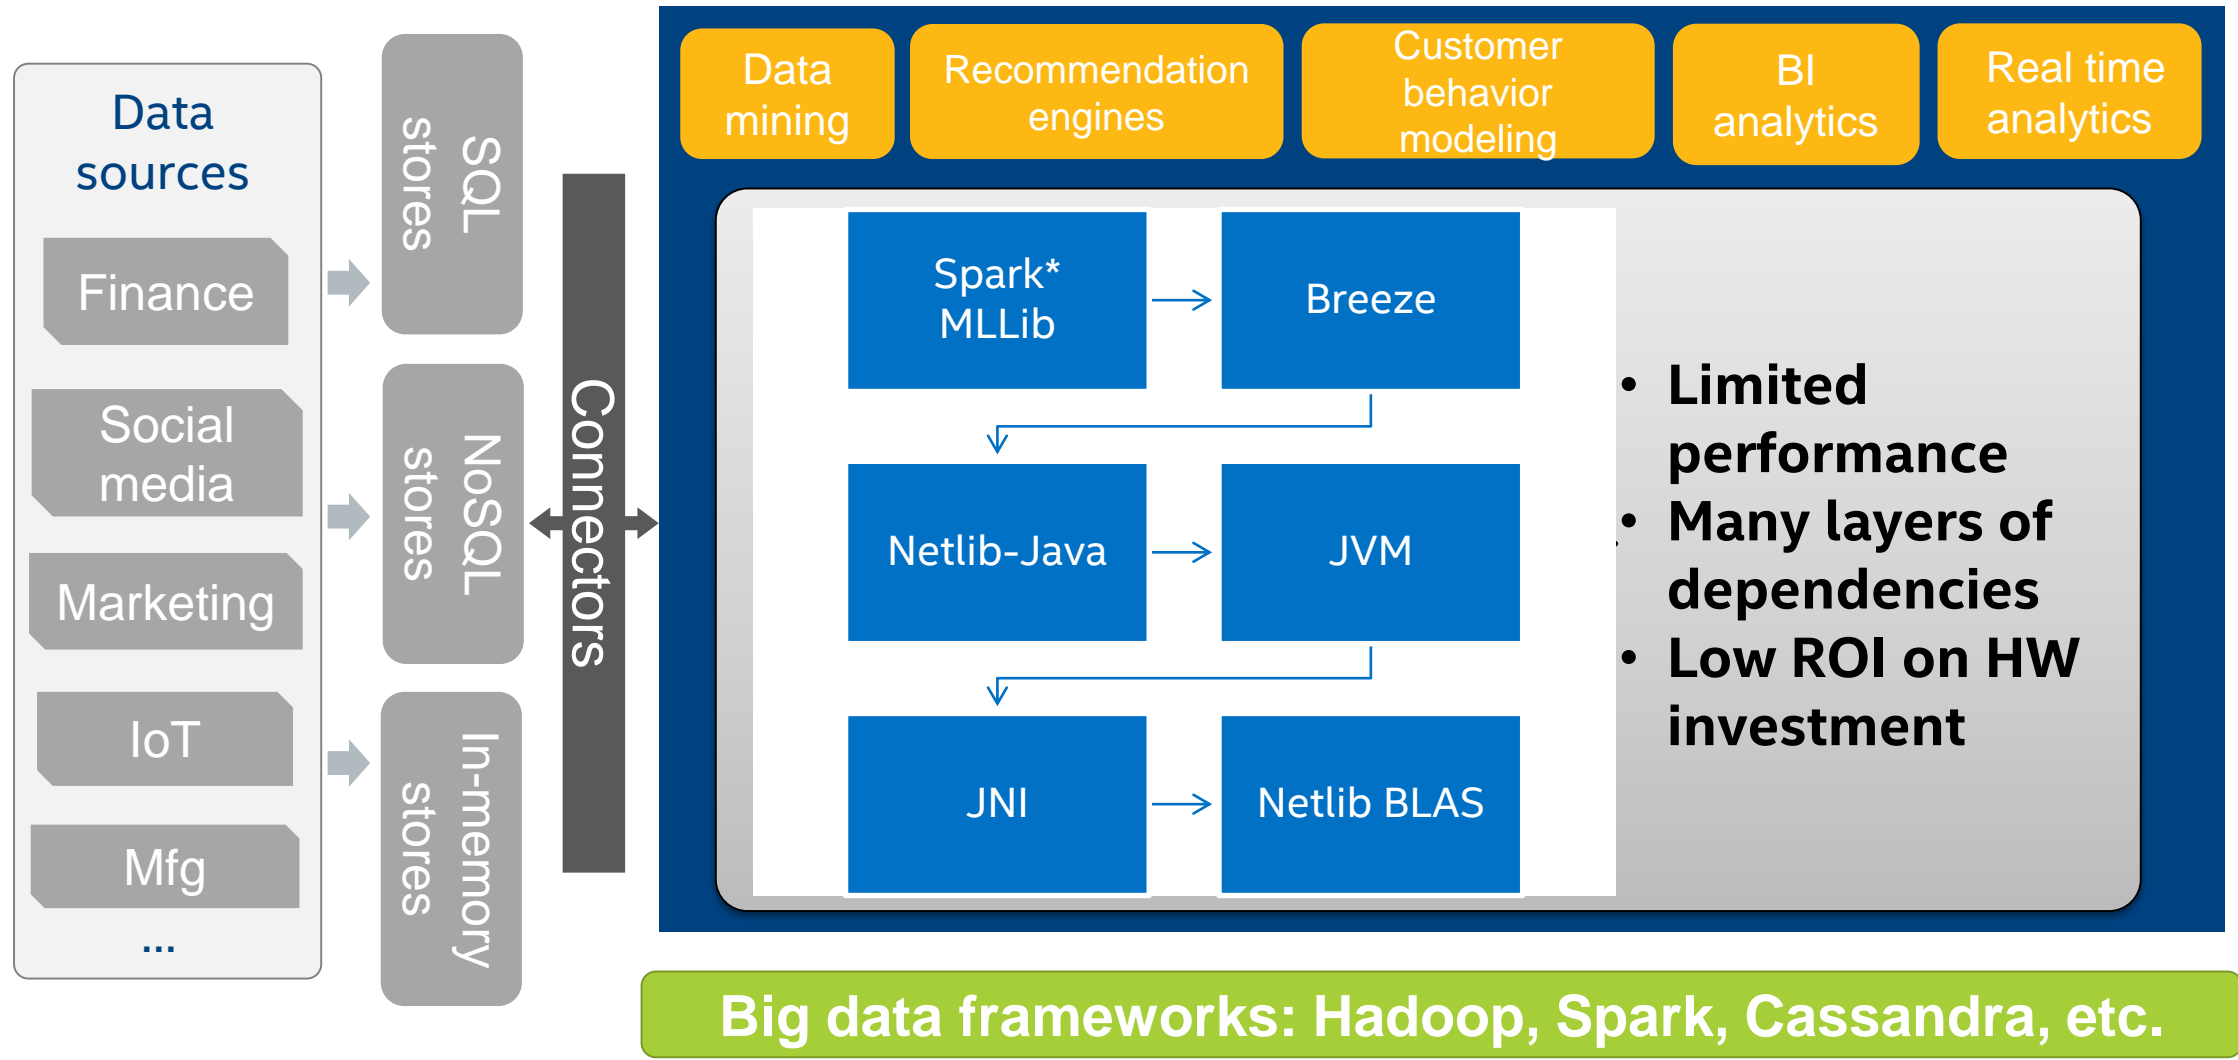 Data
sources
Finance
Social
media
Marketing
IoT
Mfg
...
SQL
stores
NoSQL
stores
In-memory
stores
Connectors
Data
mining
Recommendation
engines
Customer
behavior
modeling
BI
analytics
Real time
analytics
Spark*
MLLib
Breeze
Netlib-Java
JVM
JNI
Netlib BLAS
• Limited
performance
• Many layers of
dependencies
• Low ROI on HW
investment
Big data frameworks: Hadoop, Spark, Cassandra, etc.